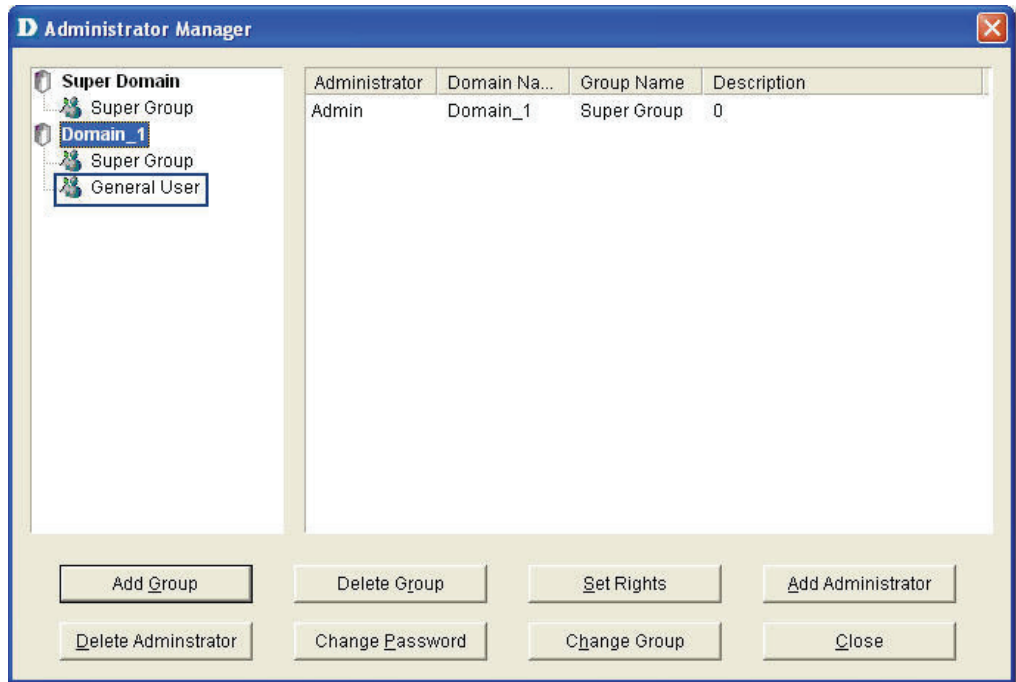 D Administrator Manager
Super Domain
Super Group
Domain_1
Super Group
General User
Administrator Domain Na... Group Name Description
Admin Domain_1 Super Group 0
Add Group Delete Group Set Rights Add Administrator
Delete Adminstrator Change Password Change Group Close